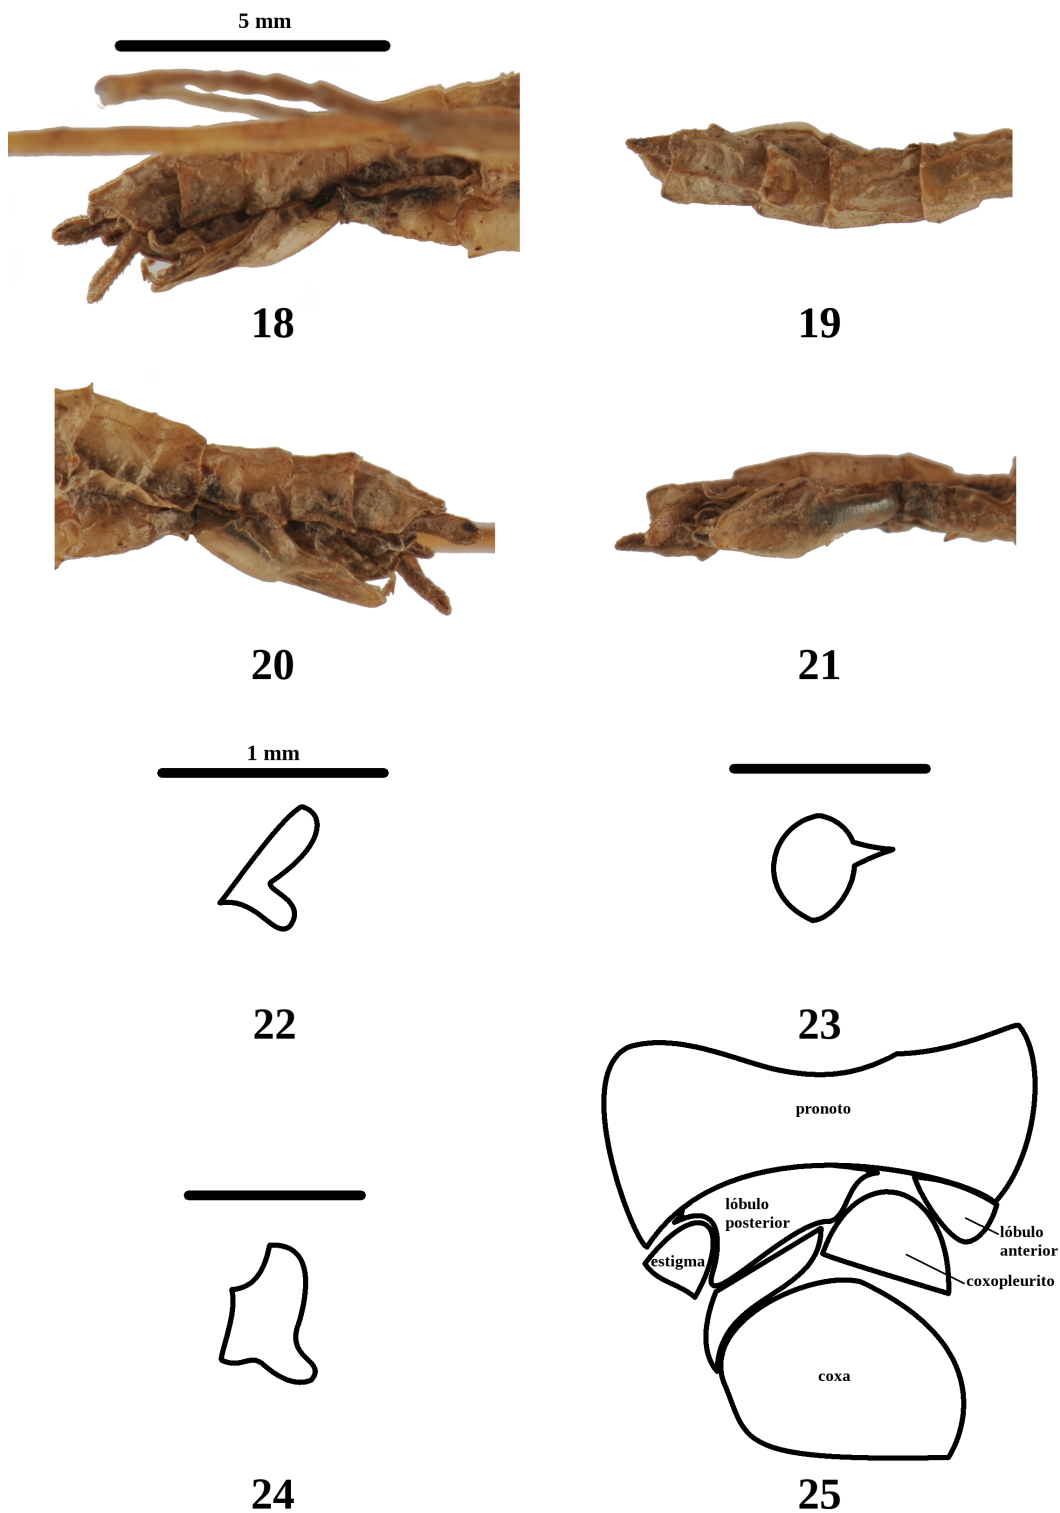 5 mm
18
19
20
21
1 mm
22
23
24
pronoto
lóbulo
posterior
estigma
lóbulo
anterior
coxopleurito
coxa
25